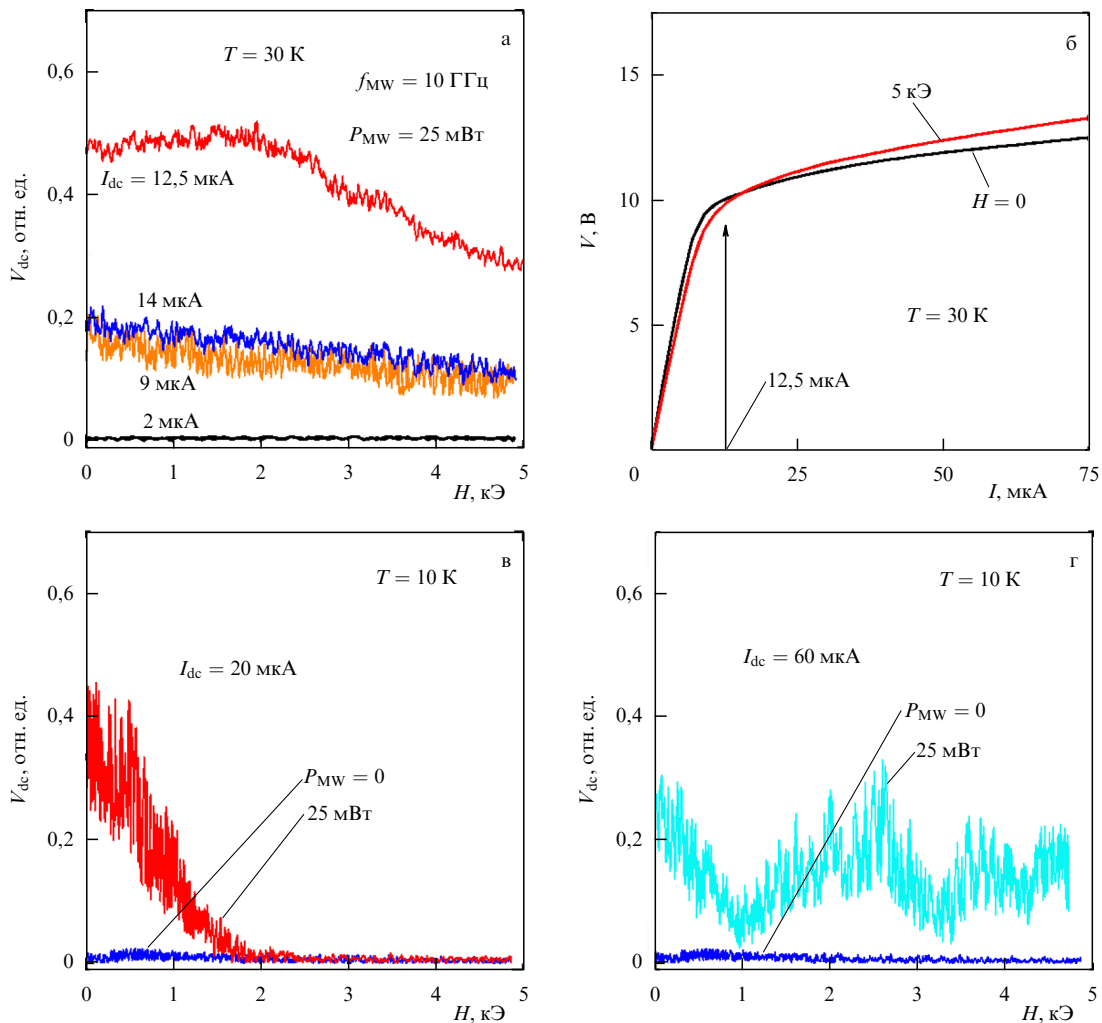 а
T = 30 К
0,6
f_MW = 10 ГГц
P_MW = 25 мВт
0,4
I_dc = 12,5 мкА
V_dc, отн. ед.
14 мкА
0,2
9 мкА
2 мкА
0
0 1 2 3 4 5
H, кЭ
б
15
5 кЭ
10
H = 0
V, В
T = 30 К
5
12,5 мкА
0 25 50 75
I, мкА
в
T = 10 К
0,6
I_dc = 20 мкА
V_dc, отн. ед.
0,4
P_MW = 0
25 мВт
0,2
0
0 1 2 3 4 5
H, кЭ
г
T = 10 К
0,6
I_dc = 60 мкА
V_dc, отн. ед.
0,4
P_MW = 0
25 мВт
0,2
0
0 1 2 3 4 5
H, кЭ